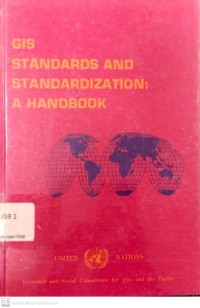 GIS
STANDARDS AND
STANDARDIZATION:
A HANDBOOK
UNITED NATIONS
Economic and Social Commission for Asia and the Pacific